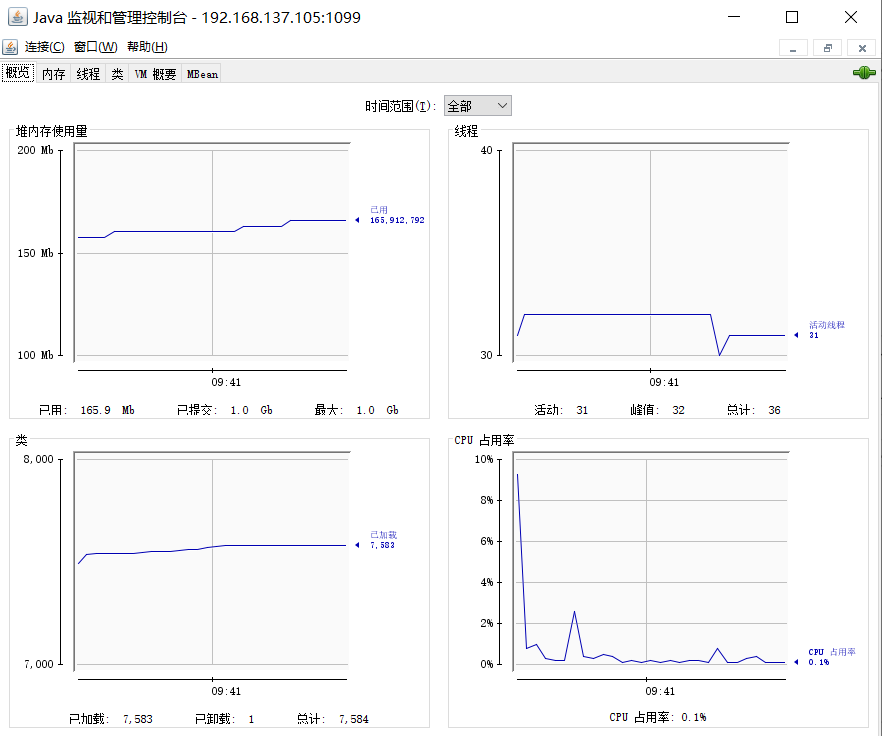 Java 监视和管理控制台 - 192.168.137.105:1099
连接(C) 窗口(W) 帮助(H)
概览 内存 线程 类 VM 概要 MBean
时间范围(I): 全部
堆内存使用量
200 Mb
150 Mb
100 Mb
已用
165,912,792
09:41
已用: 165.9 Mb 已提交: 1.0 Gb 最大: 1.0 Gb
线程
40
30
活动线程
31
09:41
活动: 31 峰值: 32 总计: 36
类
8,000
7,000
已加载
7,583
09:41
已加载: 7,583 已卸载: 1 总计: 7,584
CPU 占用率
10%
8%
6%
4%
2%
0%
CPU 占用率
0.1%
09:41
CPU 占用率: 0.1%